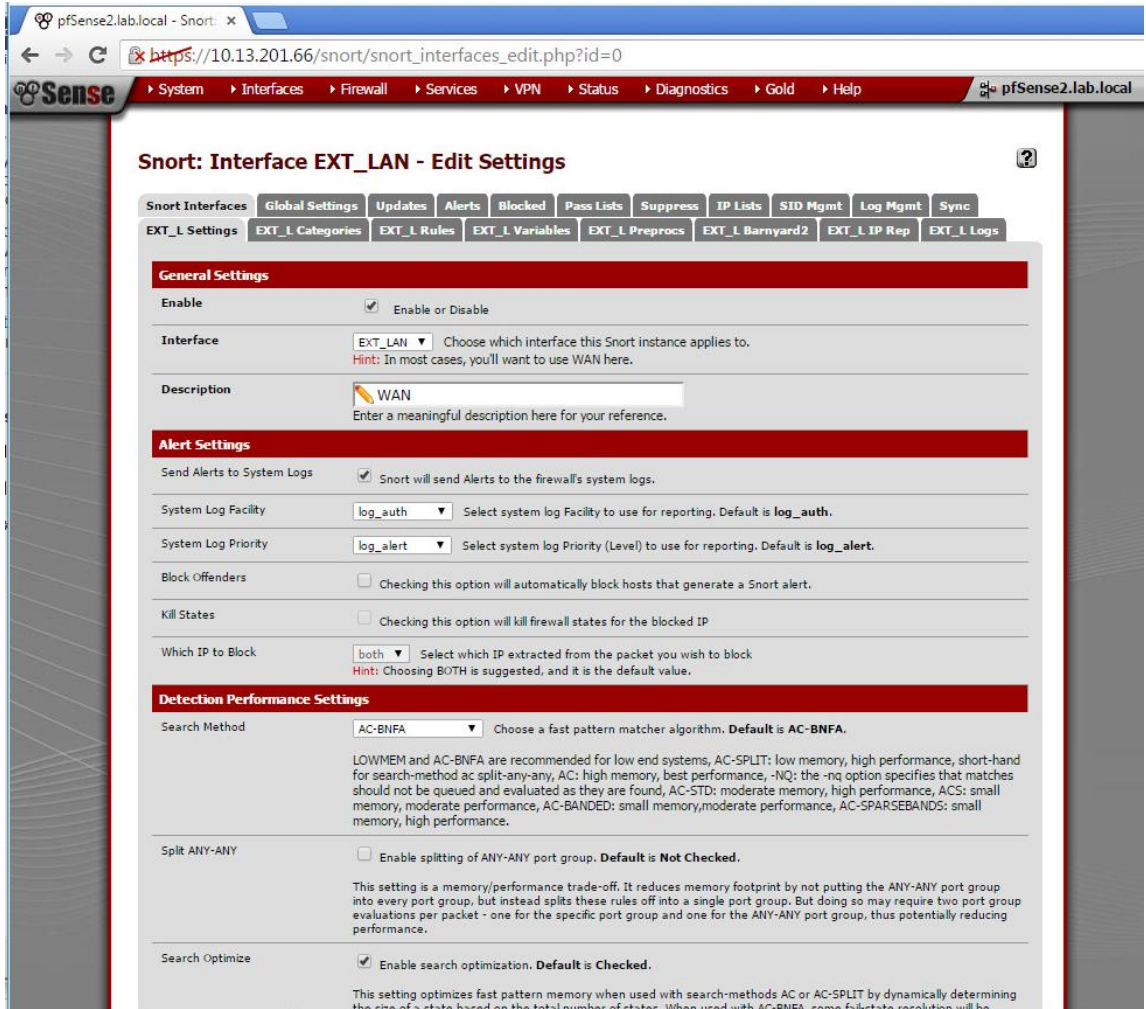 pfSense2.lab.local - Snort:
https://10.13.201.66/snort/snort_interfaces_edit.php?id=0
Sense System Interfaces Firewall Services VPN Status Diagnostics Gold Help pfSense2.lab.local
Snort: Interface EXT_LAN - Edit Settings
Snort Interfaces Global Settings Updates Alerts Blocked Pass Lists Suppress IP Lists SID Mgmt Log Mgmt Sync
EXT_L Settings EXT_L Categories EXT_L Rules EXT_L Variables EXT_L Preprocs EXT_L Barnyard2 EXT_L IP Rep EXT_L Logs
General Settings
Enable Enable or Disable
Interface EXT_LAN Choose which interface this Snort instance applies to.
Hint: In most cases, you'll want to use WAN here.
Description WAN
Enter a meaningful description here for your reference.
Alert Settings
Send Alerts to System Logs Snort will send Alerts to the firewall's system logs.
System Log Facility log_auth Select system log Facility to use for reporting. Default is log_auth.
System Log Priority log_alert Select system log Priority (Level) to use for reporting. Default is log_alert.
Block Offenders Checking this option will automatically block hosts that generate a Snort alert.
Kill States Checking this option will kill firewall states for the blocked IP
Which IP to Block both Select which IP extracted from the packet you wish to block
Hint: Choosing BOTH is suggested, and it is the default value.
Detection Performance Settings
Search Method AC-BNFA Choose a fast pattern matcher algorithm. Default is AC-BNFA.
LOWMEM and AC-BNFA are recommended for low end systems, AC-SPLIT: low memory, high performance, short-hand
for search-method ac split-any-any, AC: high memory, best performance, -NQ: the -nq option specifies that matches
should not be queued and evaluated as they are found, AC-STD: moderate memory, high performance, ACS: small
memory, moderate performance, AC-BANDED: small memory,moderate performance, AC-SPARSEBANDS: small
memory, high performance.
Split ANY-ANY Enable splitting of ANY-ANY port group. Default is Not Checked.
This setting is a memory/performance trade-off. It reduces memory footprint by not putting the ANY-ANY port group
into every port group, but instead splits these rules off into a single port group. But doing so may require two port group
evaluations per packet - one for the specific port group and one for the ANY-ANY port group, thus potentially reducing
performance.
Search Optimize Enable search optimization. Default is Checked.
This setting optimizes fast pattern memory when used with search-methods AC or AC-SPLIT by dynamically determining
the size of a state based on the total number of states. When used with AC-BNFA, some fail-state resolution will be